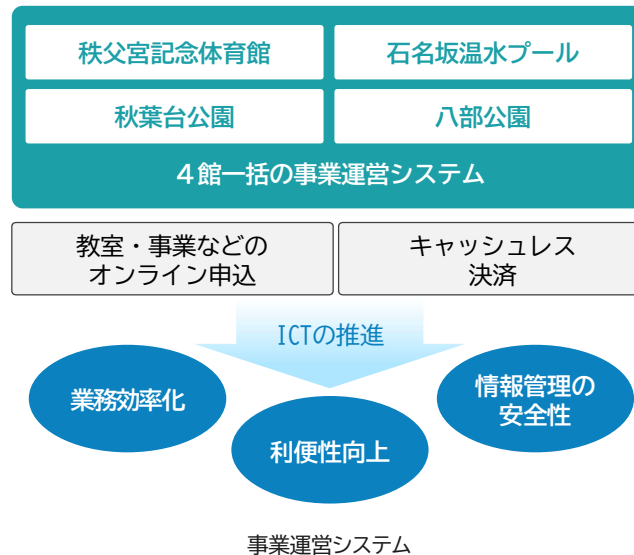 秩父宮記念体育館
石名坂温水プール
秋葉台公園
八部公園
４館一括の事業運営システム
教室・事業などの
オンライン申込
キャッシュレス
決済
ICTの推進
業務効率化
利便性向上
情報管理の
安全性
事業運営システム